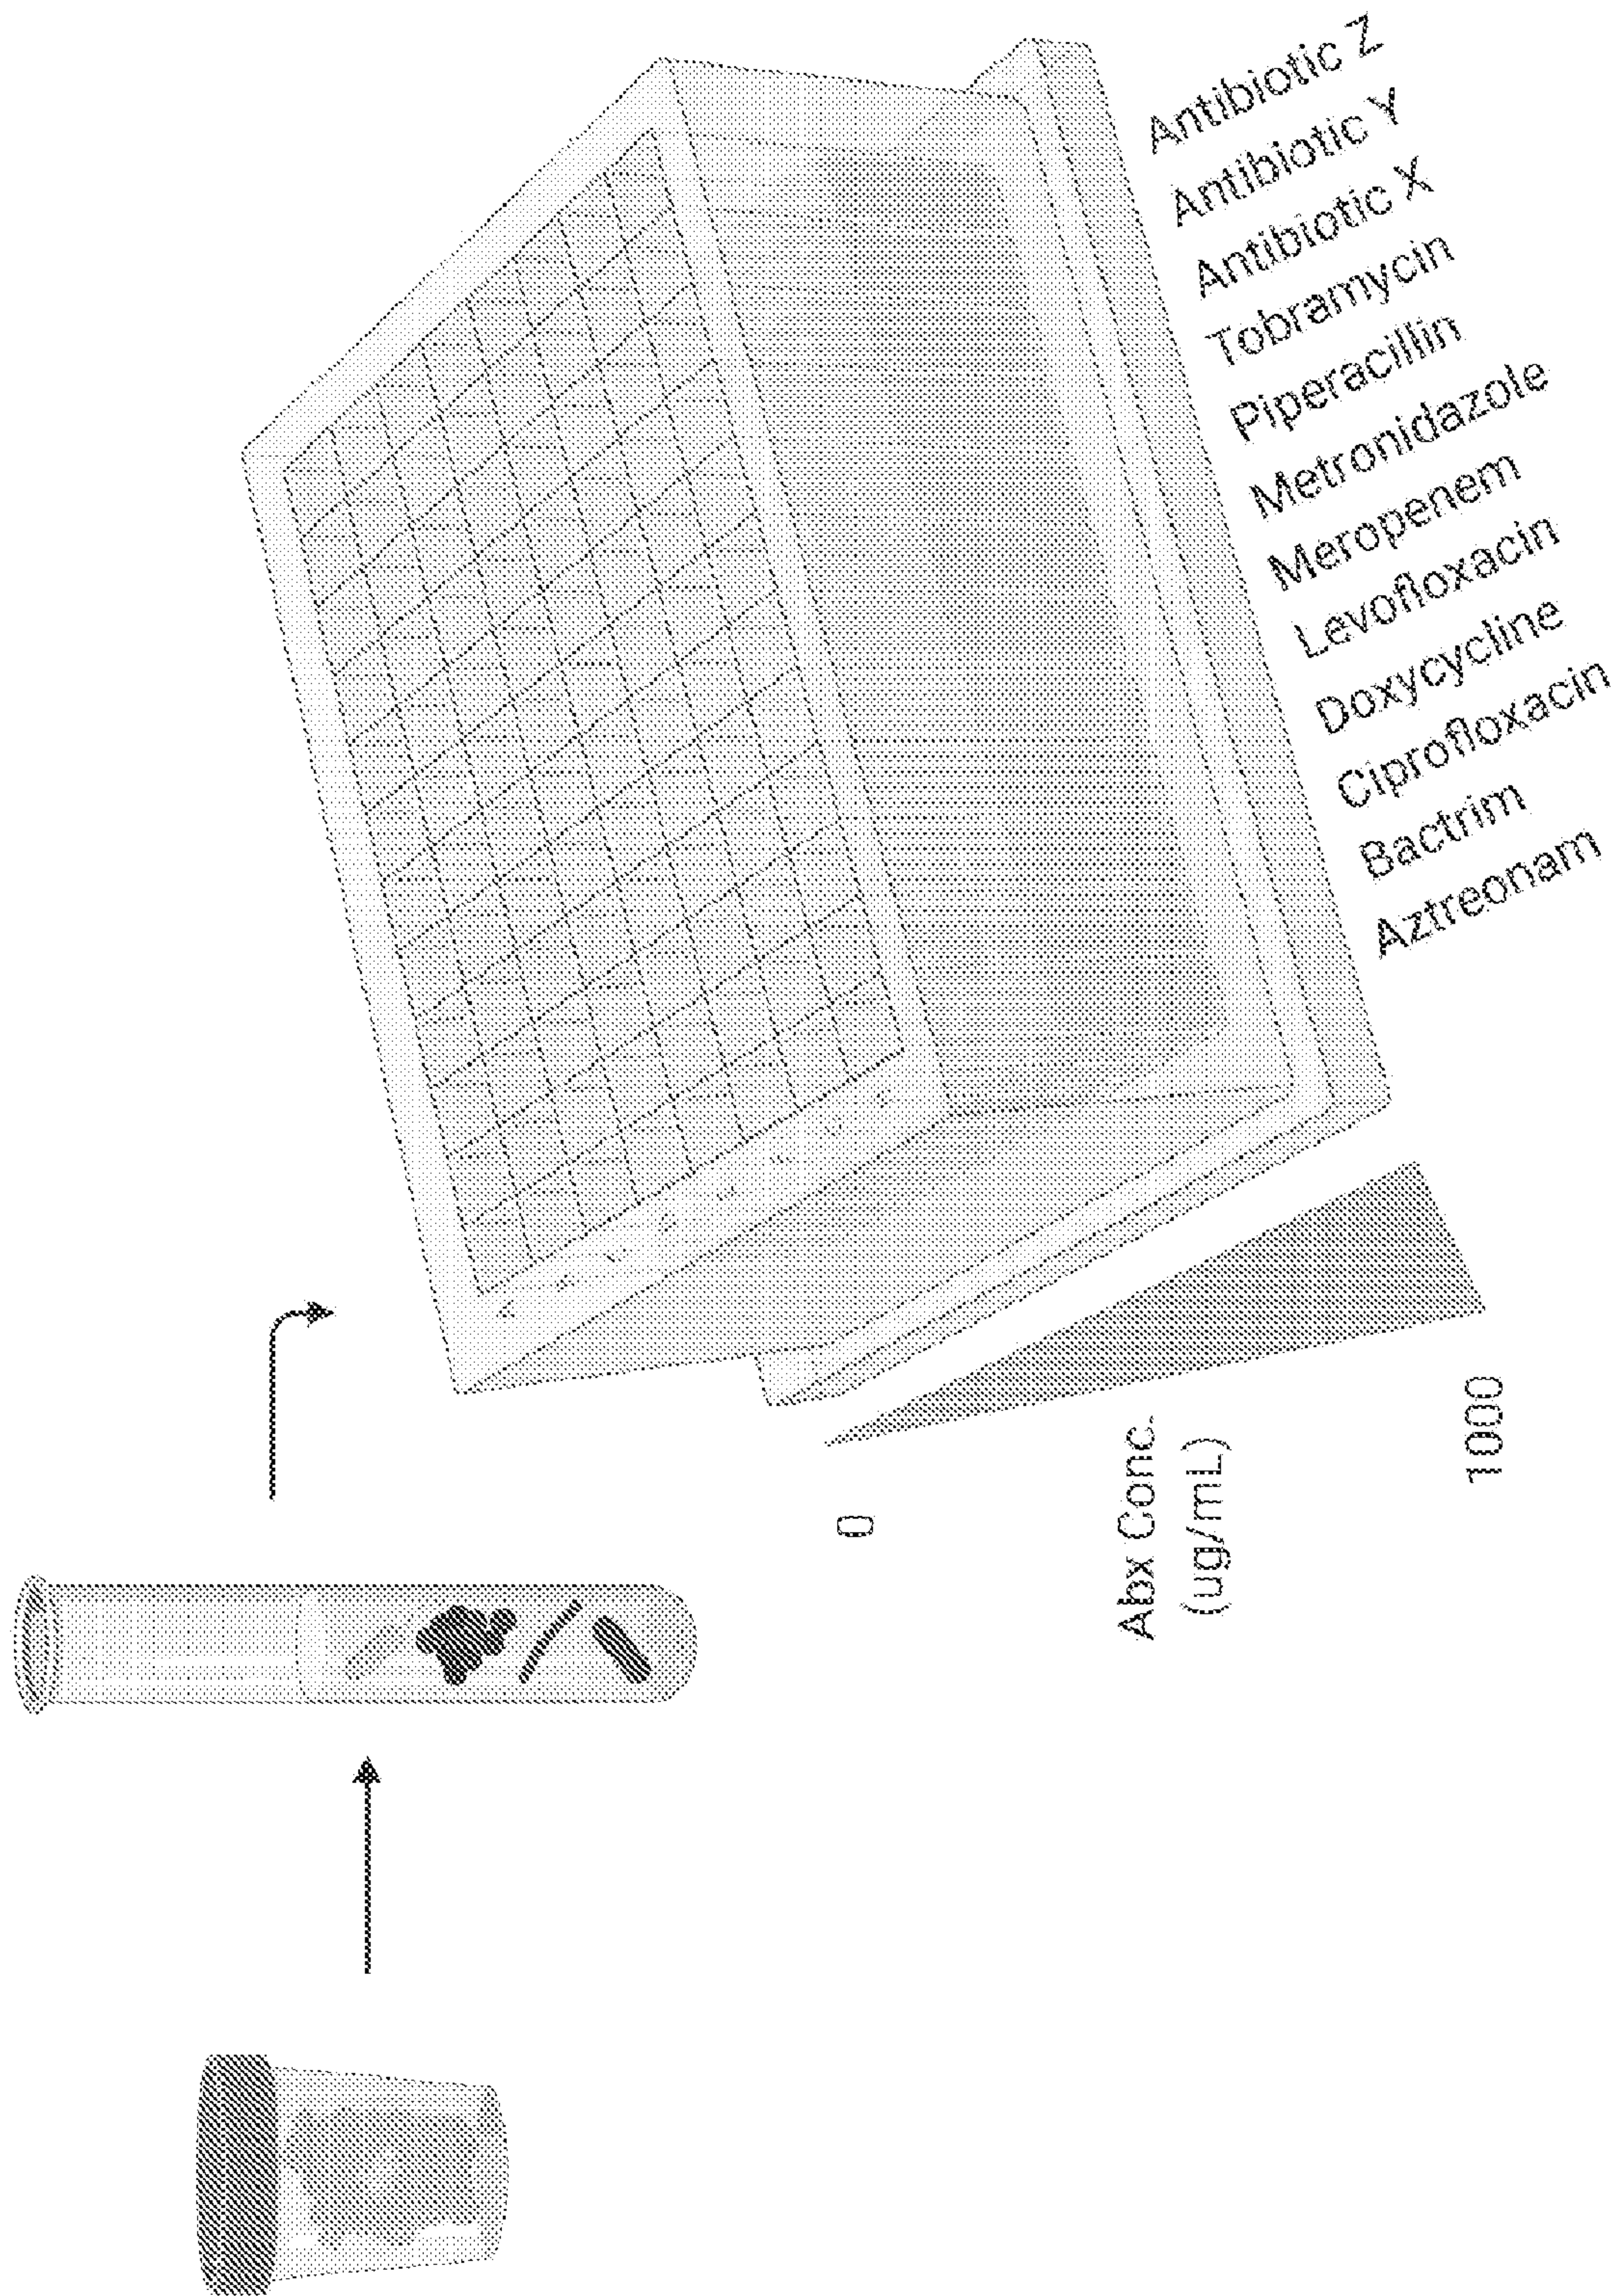 Antibiotic Z
Antibiotic Y
Antibiotic X
Tobramycin
Piperacillin
Metronidazole
Meropenem
Levofloxacin
Doxycycline
Ciprofloxacin
Bactrim
Aztreonam
0
Abx Conc.
(ug/mL)
1000